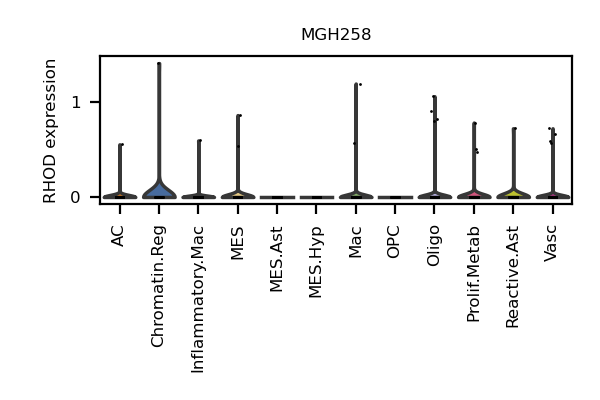 MGH258
RHOD expression
1
0
AC
Chromatin.Reg
Inflammatory.Mac
MES
MES.Ast
MES.Hyp
Mac
OPC
Oligo
Prolif.Metab
Reactive.Ast
Vasc